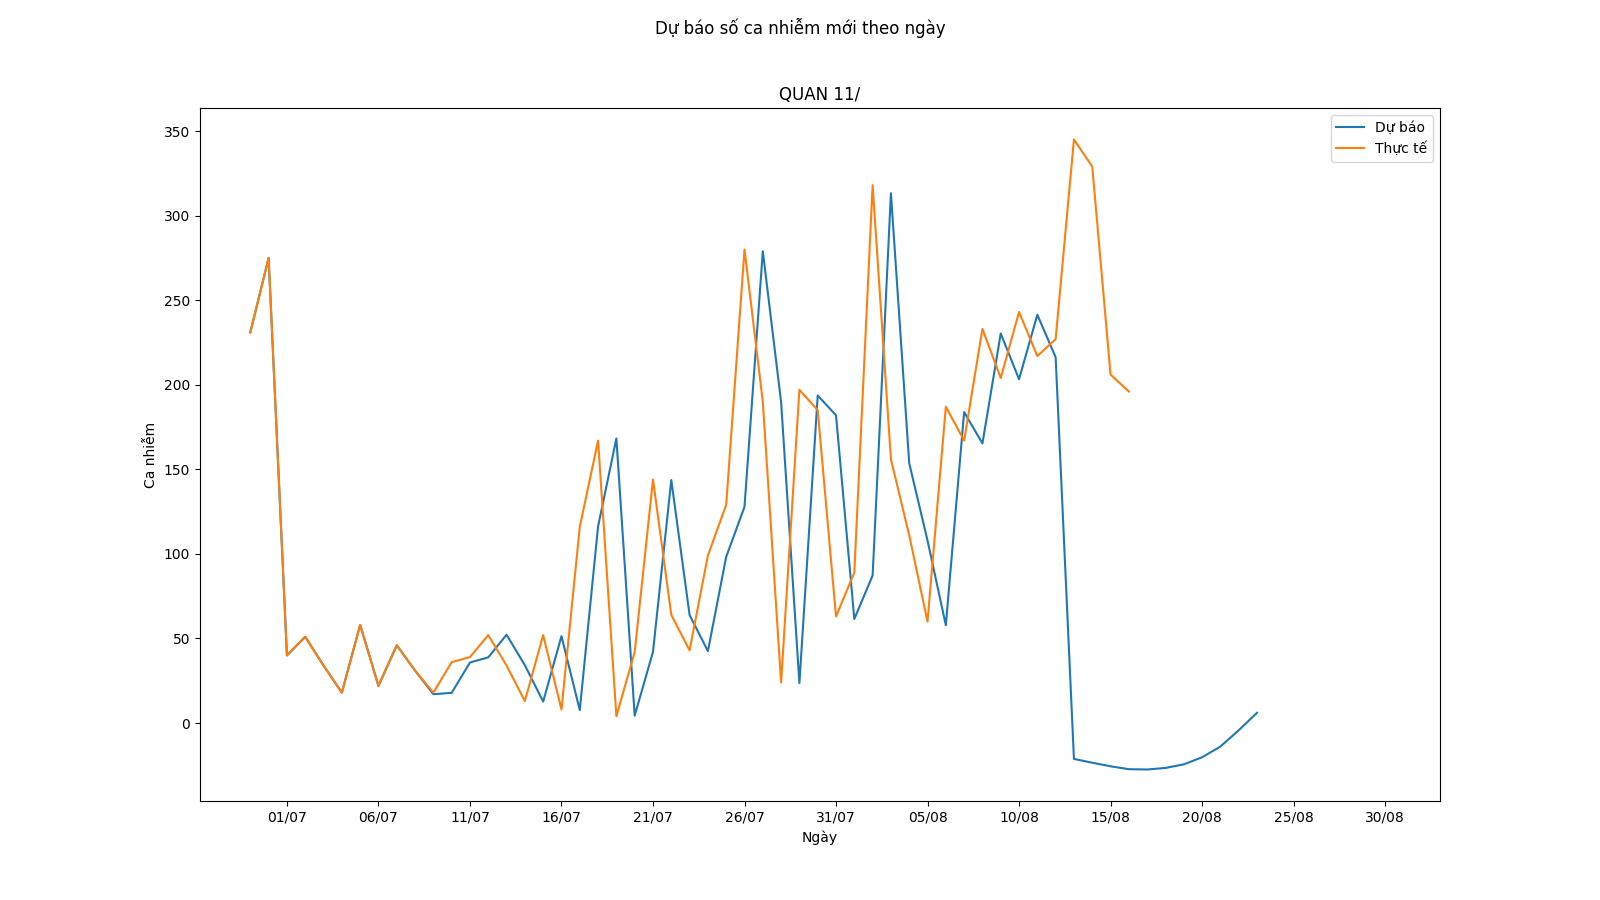 Dự báo số ca nhiễm mới theo ngày
QUAN 11/
Dự báo
Thực tế
350
300
250
200
150
100
50
0
Ca nhiễm
01/07 06/07 11/07 16/07 21/07 26/07 31/07 05/08 10/08 15/08 20/08 25/08 30/08
Ngày